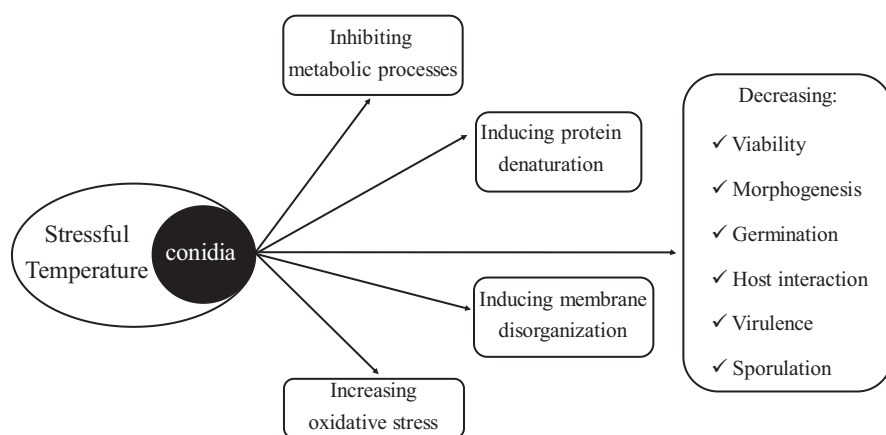 Inhibiting
metabolic processes
Decreasing:
Inducing protein
denaturation
✓ Viability
✓ Morphogenesis
Stressful
Temperature
conidia
✓ Germination
✓ Host interaction
Inducing membrane
disorganization
✓ Virulence
✓ Sporulation
Increasing
oxidative stress